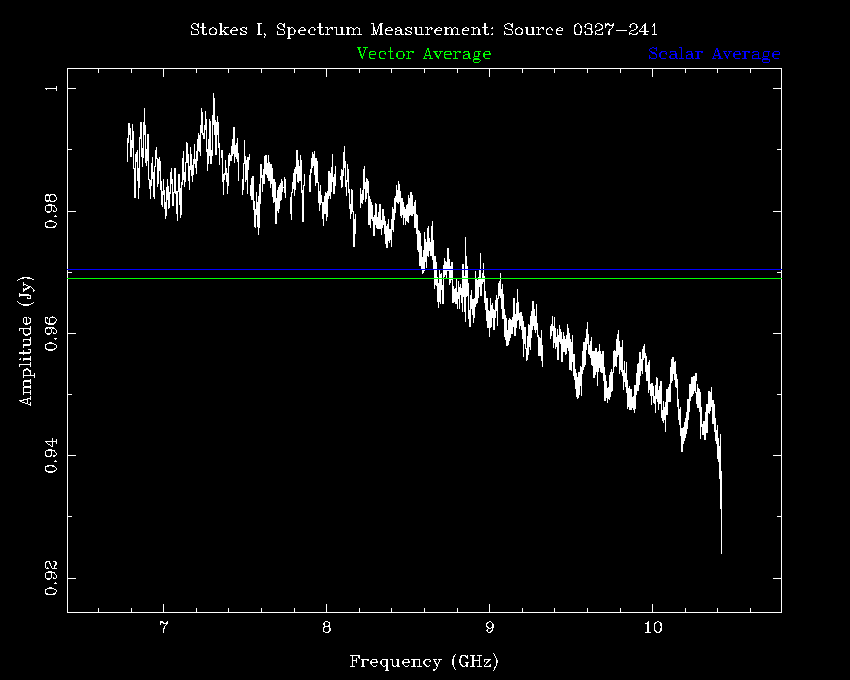 Stokes I, Spectrum Measurement: Source 0327−241
Vector Average Scalar Average
1
0.98
0.96
0.94
0.92
Amplitude (Jy)
7 8 9 10
Frequency (GHz)